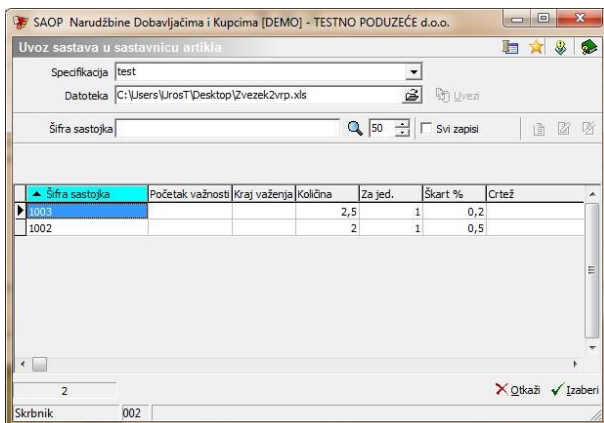 SAOP Narudžbine Dobavljačima i Kupcima [DEMO] - TESTNO PODUZEĆE d.o.o.
Uvoz sastava u sastavnicu artikla
Specifikacija test
Datoteka C:\Users\UrosT\Desktop\Zvezek2vrp.xls Uvezi
Šifra sastojka 50 Svi zapisi
Šifra sastojka Početak važnosti Kraj važenja Količina Za jed. Škart % Crtež
1003 2,5 1 0,2
1002 2 1 0,5
2 Otkaži Izaberi
Skrbnik 002